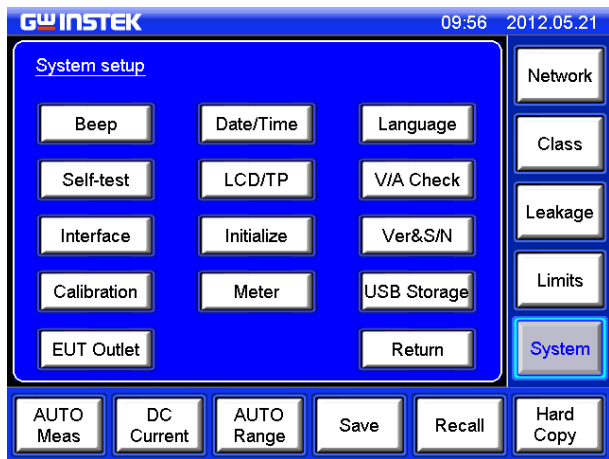 GWINSTEK 09:56 2012.05.21
System setup
Network
Beep Date/Time Language
Class
Self-test LCD/TP V/A Check
Leakage
Interface Initialize Ver&S/N
Limits
Calibration Meter USB Storage
EUT Outlet Return System
AUTO Meas
DC Current
AUTO Range
Save
Recall
Hard Copy